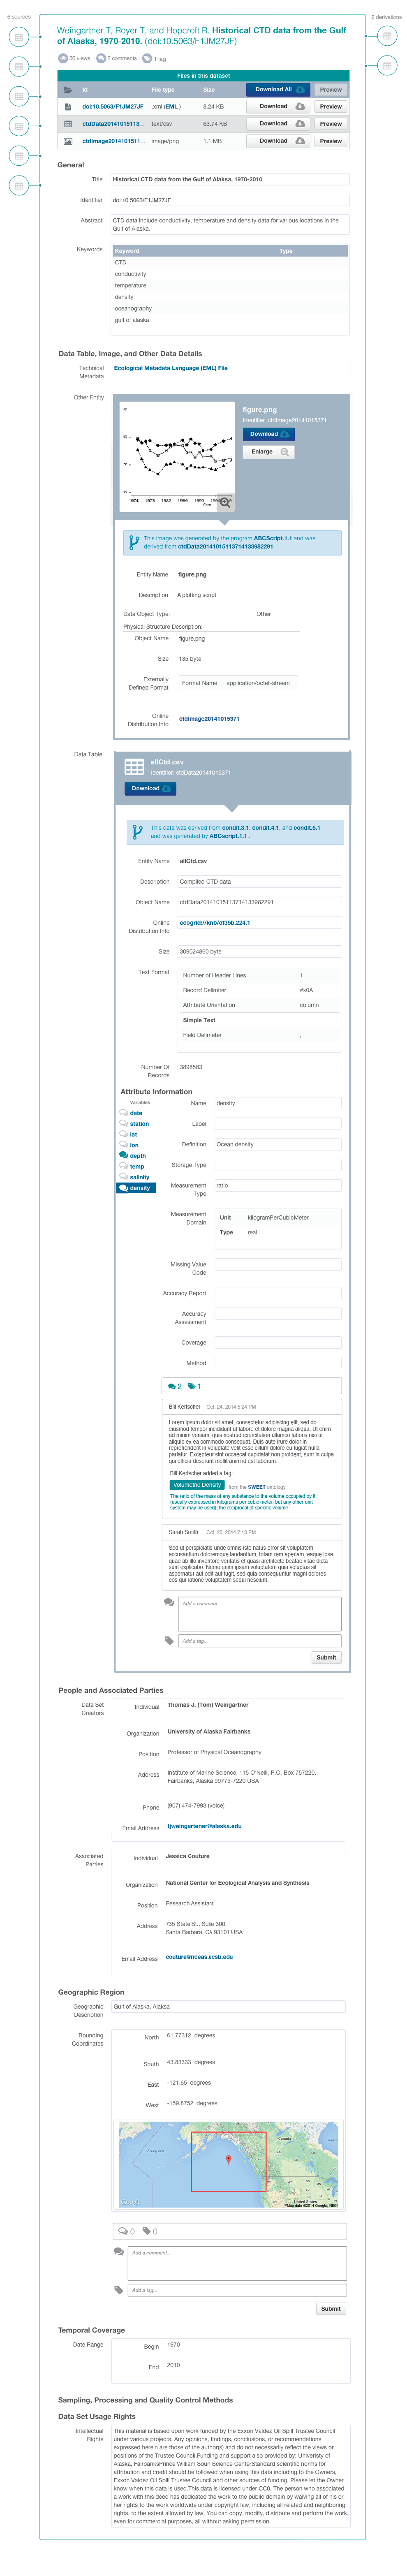 6 sources
2 derivations
Weingartner T, Royer T, and Hopcroft R. Historical CTD data from the Gulf
of Alaska, 1970-2010. (doi:10.5063/F1JM27JF)
56 views 2 comments 1 tag
Files in this dataset
Id File type Size Download All Preview
doi:10.5063/F1JM27JF .xml (EML ) 8.24 KB Download Preview
ctdData20141015113... text/csv 63.74 KB Download Preview
ctdImage2014101511... image/png 1.1 MB Download Preview
General
Title Historical CTD data from the Gulf of Alaksa, 1970-2010
Identifier doi:10.5063/F1JM27JF
Abstract CTD data include conductivity, temperature and density data for various locations in the
Gulf of Alaska.
Keywords Keyword Type
CTD
conductivity
temperature
density
oceanography
gulf of alaska
Data Table, Image, and Other Data Details
Technical
Metadata
Ecological Metadata Language (EML) File
Other Entity
1974 1978 1982 1986 1990 1994
Year
figure.png
Identifier: ctdImage20141015371
Download
Enlarge
This image was generated by the program ABCScript.1.1 and was
derived from ctdData20141015113714133982291
Entity Name figure.png
Description A plotting script
Data Object Type: Other
Physical Structure Description:
Object Name figure.png
Size 135 byte
Externally
Defined Format
Format Name application/octet-stream
Online
Distribution Info
ctdImage20141015371
Data Table
allCtd.csv
Identifier: ctdData20141015371
Download
This data was derived from condit.3.1, condit.4.1. and condit.5.1
and was generated by ABCscript.1.1 .
Entity Name allCtd.csv
Description Compiled CTD data
Object Name ctdData20141015113714133982291
Online
Distribution Info
ecogrid://knb/df35b.224.1
Size 309024860 byte
Text Format
Number of Header Lines 1
Record Delimiter #x0A
Attribute Orientation column
Simple Text
Field Delimeter ,
Number Of
Records
3898583
Attribute Information
Variables
date
station
lat
lon
depth
temp
salinity
density
Name density
Label
Definition Ocean density
Storage Type
Measurement
Type
ratio
Measurement
Domain
Unit kilogramPerCubicMeter
Type real
Missing Value
Code
Accuracy Report
Accuracy
Assessment
Coverage
Method
2 1
Bill Kertscher Oct. 24, 2014 5:24 PM
Lorem ipsum dolor sit amet, consectetur adipiscing elit, sed do
eiusmod tempor incididunt ut labore et dolore magna aliqua. Ut enim
ad minim veniam, quis nostrud exercitation ullamco laboris nisi ut
aliquip ex ea commodo consequat. Duis aute irure dolor in
reprehenderit in voluptate velit esse cillum dolore eu fugiat nulla
pariatur. Excepteur sint occaecat cupidatat non proident, sunt in culpa
qui officia deserunt mollit anim id est laborum.
Bill Kertscher added a tag:
Volumetric Density from the SWEET ontology
The ratio of the mass of any substance to the volume occupied by it
(usually expressed in kilograms per cubic meter, but any other unit
system may be used); the reciprocal of specific volume
Sarah Smith Oct. 25, 2014 7:13 PM
Sed ut perspiciatis unde omnis iste natus error sit voluptatem
accusantium doloremque laudantium, totam rem aperiam, eaque ipsa
quae ab illo inventore veritatis et quasi architecto beatae vitae dicta
sunt explicabo. Nemo enim ipsam voluptatem quia voluptas sit
aspernatur aut odit aut fugit, sed quia consequuntur magni dolores
eos qui ratione voluptatem sequi nesciunt.
Add a comment...
Add a tag...
Submit
People and Associated Parties
Data Set
Creators
Individual Thomas J. (Tom) Weingartner
Organization University of Alaska Fairbanks
Position Professor of Physical Oceanography
Address Institute of Marine Science, 115 O'Neill, P.O. Box 757220,
Fairbanks, Alaska 99775-7220 USA
Phone (907) 474-7993 (voice)
Email Address tjweingartener@alaska.edu
Associated
Parties
Individual Jessica Couture
Organization National Center for Ecological Analysis and Synthesis
Position Research Assistant
Address 735 State St., Suite 300.
Santa Barbara, CA 93101 USA
Email Address couture@nceas.xcsb.edu
Geographic Region
Geographic
Description
Gulf of Alaska, Alaksa
Bounding
Coordinates
North 61.77312 degrees
South 43.83333 degrees
East -121.65 degrees
West -159.8752 degrees
Canada
United States
Google
Map data ©2014 Google, INEGI
0 0
Add a comment...
Add a tag...
Submit
Temporal Coverage
Date Range Begin 1970
End 2010
Sampling, Processing and Quality Control Methods
Data Set Usage Rights
Intellectual
Rights
This material is based upon work funded by the Exxon Valdez Oil Spill Trustee Council
under various projects. Any opinions, findings, conclusions, or recommendations
expressed herein are those of the author(s) and do not necessarily reflect the views or
positions of the Trustee Council.Funding and support also provided by: Univeristy of
Alaska, FairbanksPrince William Soun Science CenterStandard scientific norms for
attribution and credit should be followed when using this data including to the Owners,
Exxon Valdez Oil Spill Trustee Council and other sources of funding. Please let the Owner
know when this data is used.This data is licensed under CC0. The person who associated
a work with this deed has dedicated the work to the public domain by waiving all of his or
her rights to the work worldwide under copyright law, including all related and neighboring
rights, to the extent allowed by law. You can copy, modify, distribute and perform the work,
even for commercial purposes, all without asking permission.